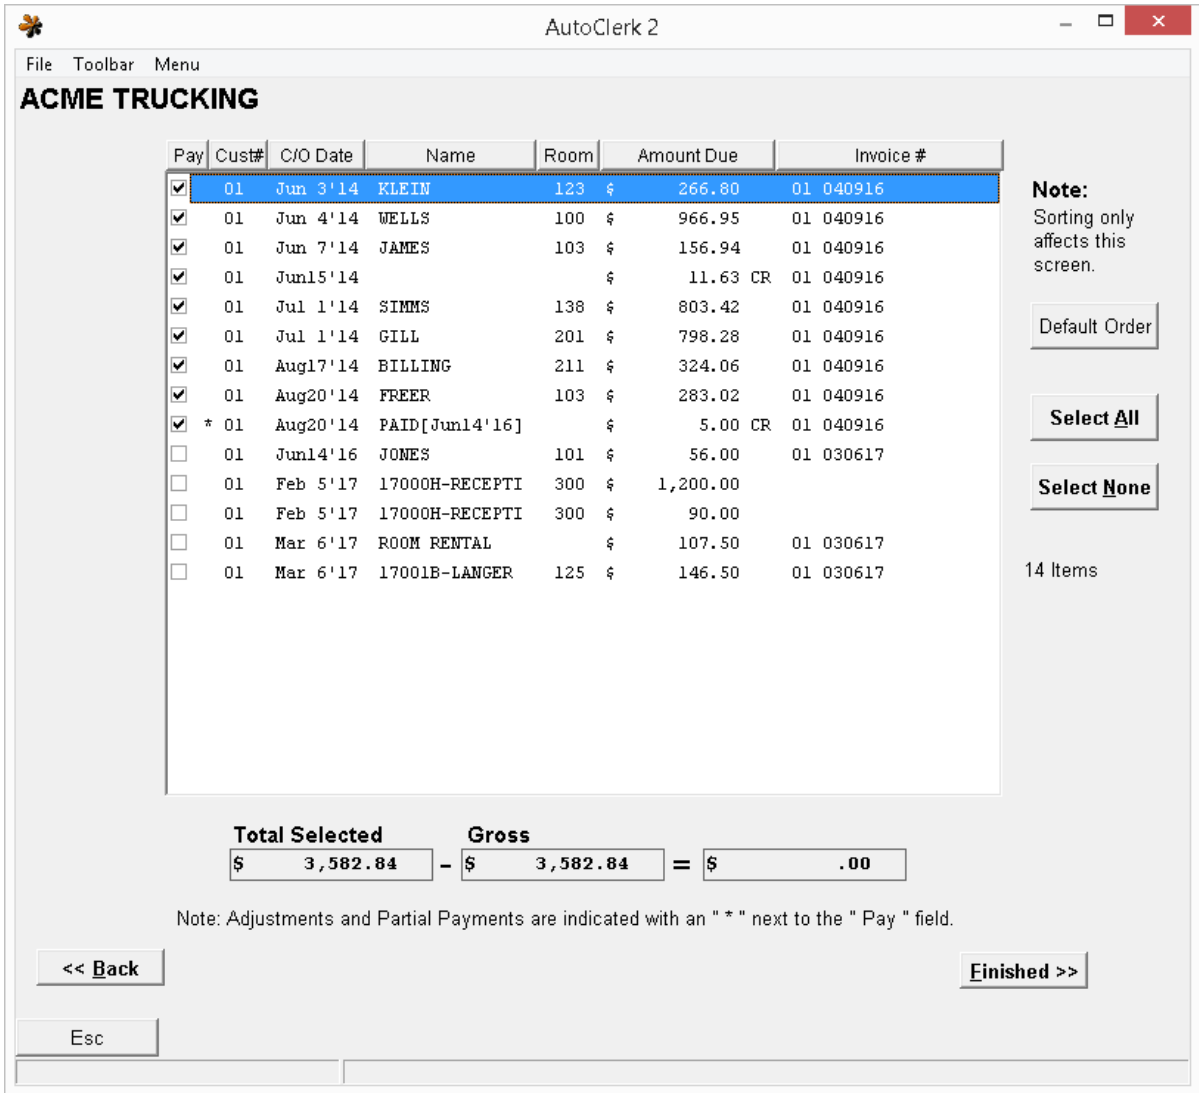 AutoClerk 2
File Toolbar Menu
ACME TRUCKING
Pay Cust# C/O Date Name Room Amount Due Invoice #
01 Jun 3'14 KLEIN 123 $ 266.80 01 040916
01 Jun 4'14 WELLS 100 $ 966.95 01 040916
01 Jun 7'14 JAMES 103 $ 156.94 01 040916
01 Jun15'14 $ 11.63 CR 01 040916
01 Jul 1'14 SIMMS 138 $ 803.42 01 040916
01 Jul 1'14 GILL 201 $ 798.28 01 040916
01 Aug17'14 BILLING 211 $ 324.06 01 040916
01 Aug20'14 FREER 103 $ 283.02 01 040916
* 01 Aug20'14 PAID[Jun14'16] $ 5.00 CR 01 040916
01 Jun14'16 JONES 101 $ 56.00 01 030617
01 Feb 5'17 17000H-RECEPTI 300 $ 1,200.00
01 Feb 5'17 17000H-RECEPTI 300 $ 90.00
01 Mar 6'17 ROOM RENTAL $ 107.50 01 030617
01 Mar 6'17 17001B-LANGER 125 $ 146.50 01 030617
Note:
Sorting only
affects this
screen.
Default Order
Select All
Select None
14 Items
Total Selected Gross
$ 3,582.84 - $ 3,582.84 = $ .00
Note: Adjustments and Partial Payments are indicated with an " * " next to the " Pay " field.
<< Back
Finished >>
Esc